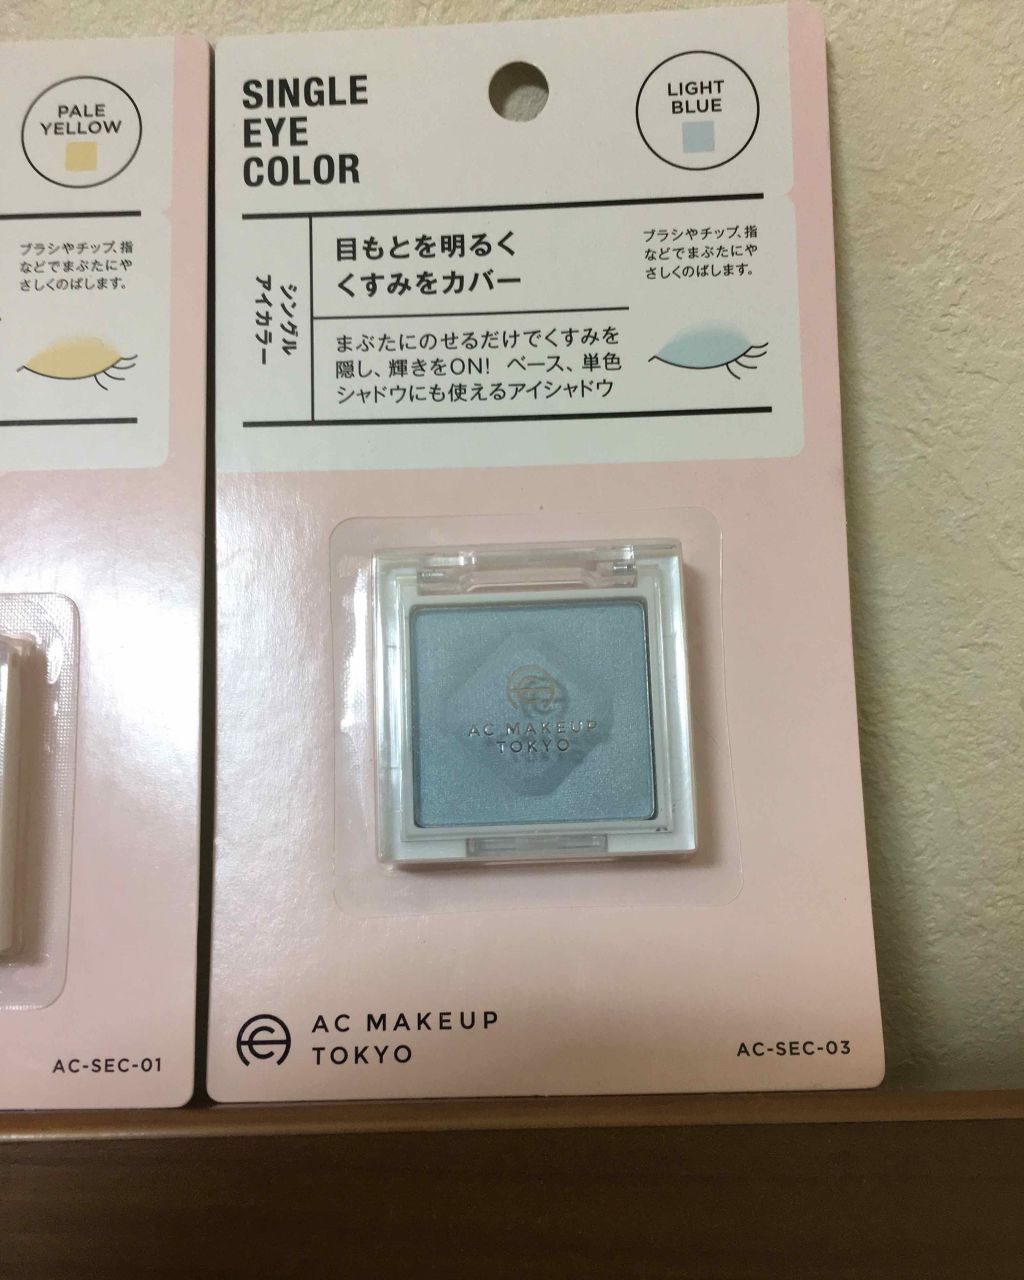 PALE
YELLOW
ブラシやチップ、指
などでまぶたにや
さしくのばします。
AC-SEC-01
SINGLE
EYE
COLOR
LIGHT
BLUE
シングル
アイカラー
目もとを明るく
くすみをカバー
まぶたにのせるだけでくすみを
隠し、輝きをON! ベース、単色
シャドウにも使えるアイシャドウ
ブラシやチップ、指
などでまぶたにや
さしくのばします。
AC MAKEUP
TOKYO
AC MAKEUP
TOKYO
AC-SEC-03